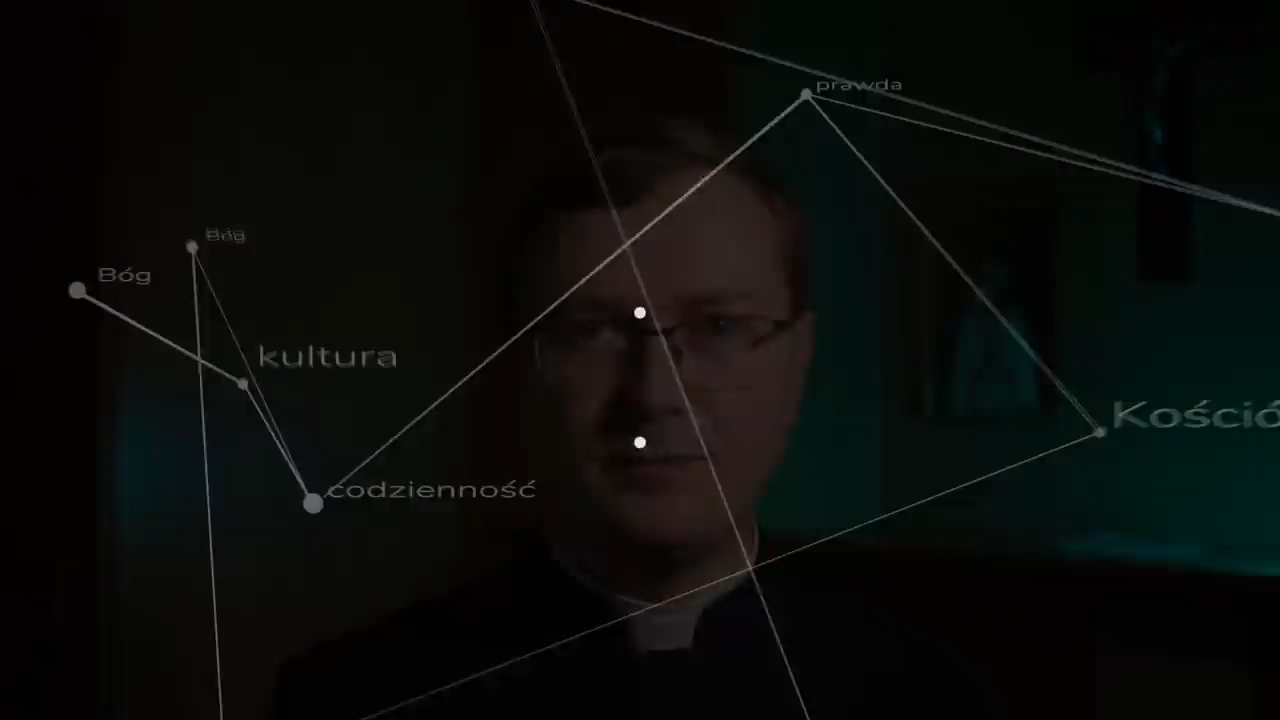 prawda
Bóg
Bóg
kultura
Kośció
codzienność